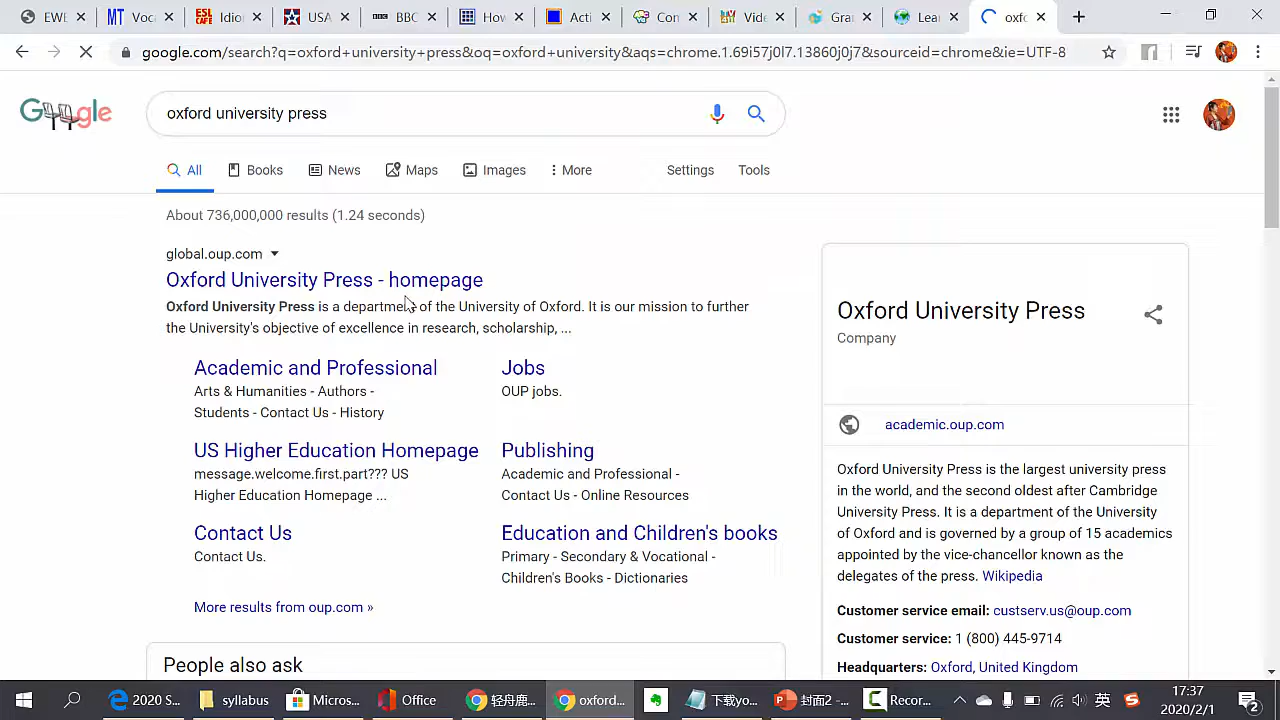 EWE
MT Voca
ESL CAFE Idior
USA
BBC BBC
How
Acti
Con
Vide
Gra
Lea
oxfo
google.com/search?q=oxford+university+press&oq=oxford+university&aqs=chrome.1.69i57j0l7.13860j0j7&sourceid=chrome&ie=UTF-8
Google
oxford university press
All Books News Maps Images More Settings Tools
About 736,000,000 results (1.24 seconds)
global.oup.com
Oxford University Press - homepage
Oxford University Press is a department of the University of Oxford. It is our mission to further
the University's objective of excellence in research, scholarship, ...
Academic and Professional
Arts & Humanities - Authors -
Students - Contact Us - History
Jobs
OUP jobs.
US Higher Education Homepage
message.welcome.first.part??? US
Higher Education Homepage ...
Publishing
Academic and Professional -
Contact Us - Online Resources
Contact Us
Contact Us.
Education and Children's books
Primary - Secondary & Vocational -
Children's Books - Dictionaries
More results from oup.com »
People also ask
Oxford University Press
Company
academic.oup.com
Oxford University Press is the largest university press
in the world, and the second oldest after Cambridge
University Press. It is a department of the University
of Oxford and is governed by a group of 15 academics
appointed by the vice-chancellor known as the
delegates of the press. Wikipedia
Customer service email: custserv.us@oup.com
Customer service: 1 (800) 445-9714
Headquarters: Oxford, United Kingdom
2020 S...
syllabus
Micros...
Office
轻舟鹿...
oxford...
下载yo...
封面2 -...
Recor...
英
17:37
2020/2/1
2